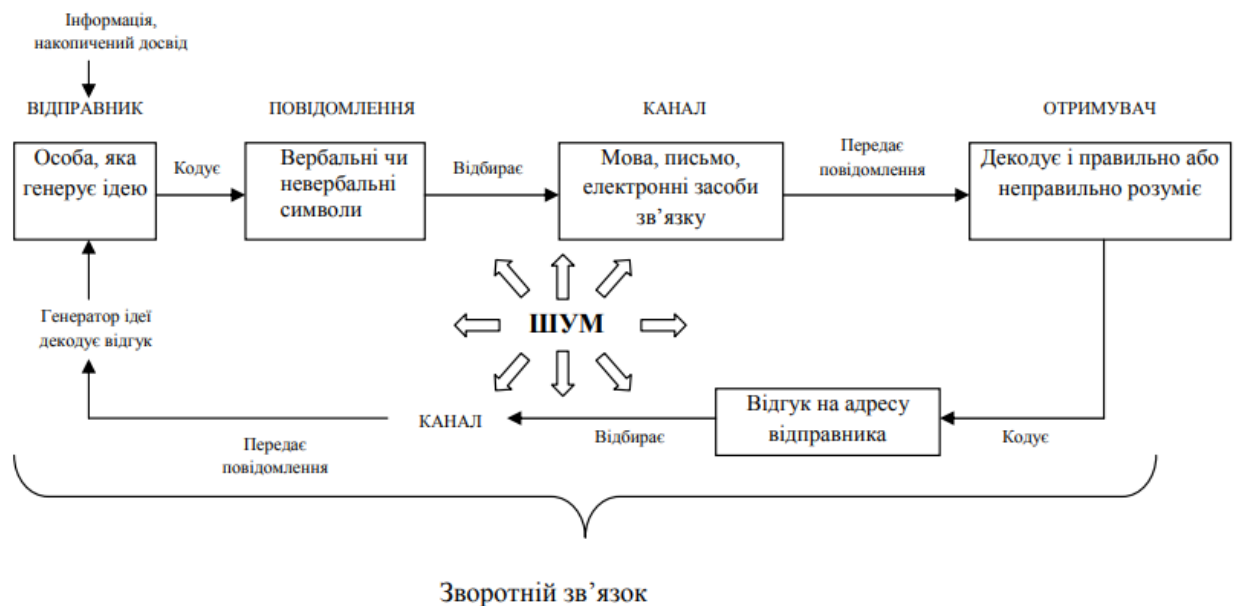 Інформація,
накопичений досвід
ВІДПРАВНИК
ПОВІДОМЛЕННЯ
КАНАЛ
ОТРИМУВАЧ
Особа, яка
генерує ідею
Кодує
Вербальні чи
невербальні
символи
Відбирає
Мова, письмо,
електронні засоби
зв’язку
Передає
повідомлення
Декодує і правильно або
неправильно розуміє
Генератор ідеї
декодує відгук
ШУМ
КАНАЛ
Відбирає
Відгук на адресу
відправника
Кодує
Передає
повідомлення
Зворотній зв’язок